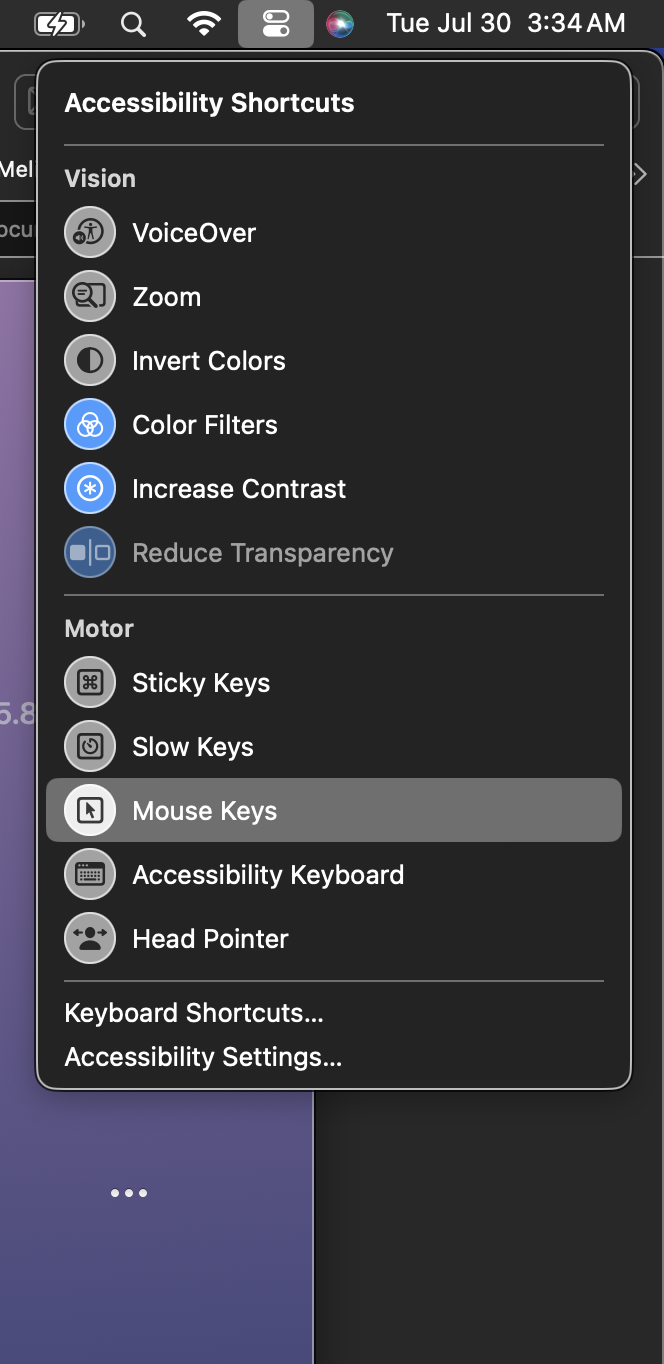 Tue Jul 30 3:34 AM
Accessibility Shortcuts
Vision
VoiceOver
Zoom
Invert Colors
Color Filters
Increase Contrast
Reduce Transparency
Motor
Sticky Keys
Slow Keys
Mouse Keys
Accessibility Keyboard
Head Pointer
Keyboard Shortcuts...
Accessibility Settings...
Mel
ocu
5.8